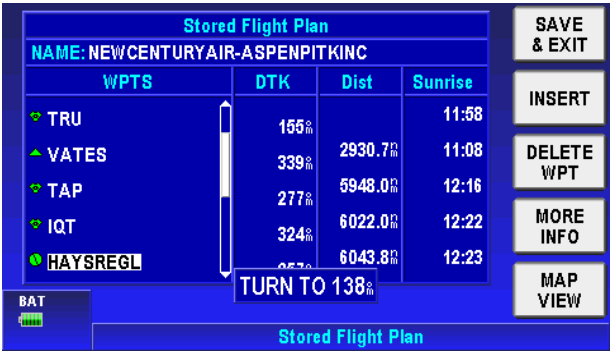 Stored Flight Plan
NAME: NEWCENTURYAIR-ASPENPITKINC
WPTS DTK Dist Sunrise
TRU 11:58
155°m
VATES 2930.7nm 11:08
339°m
TAP 5948.0nm 12:16
277°m
IQT 6022.0nm 12:22
324°m
HAYSREGL 6043.8nm 12:23
TURN TO 138°m
BAT
Stored Flight Plan
SAVE
& EXIT
INSERT
DELETE
WPT
MORE
INFO
MAP
VIEW